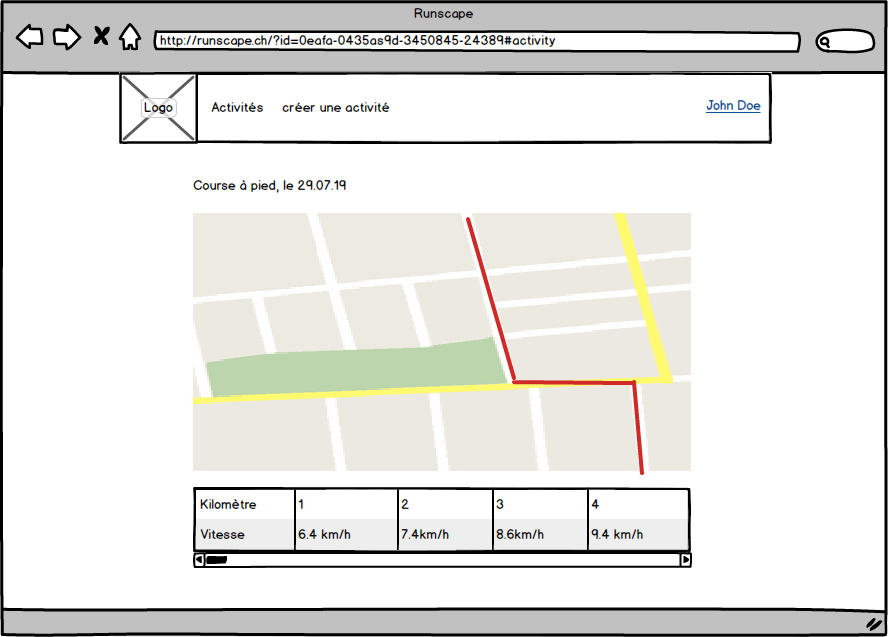 Runscape
http://runscape.ch/?id=0eafa-0435as9d-3450845-24389#activity
Logo
Activités créer une activité John Doe
Course à pied, le 29.07.19
Kilomètre 1 2 3 4
Vitesse 6.4 km/h 7.4km/h 8.6km/h 9.4 km/h